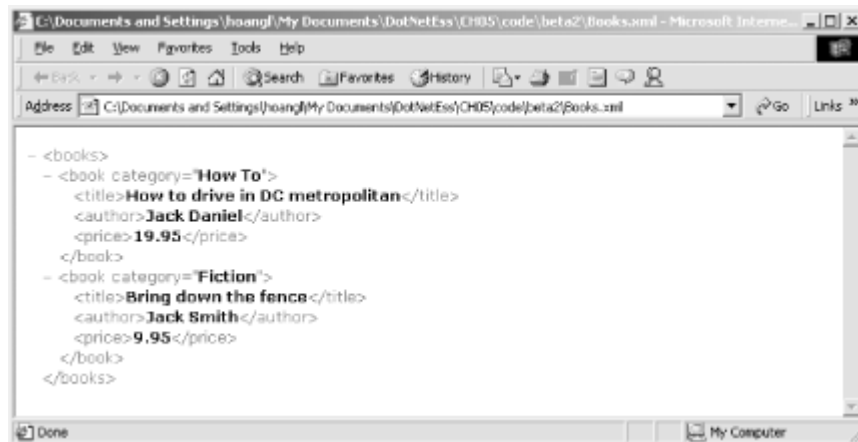 C:\Documents and Settings\hoangl\My Documents\DotNetEss\CH05\code\beta2\Books.xml - Microsoft Interne...
File Edit View Favorites Tools Help
Back Search Favorites History
Address C:\Documents and Settings\hoangl\My Documents\DotNetEss\CH05\code\beta2\Books.xml Go Links »
- <books>
- <book category="How To">
<title>How to drive in DC metropolitan</title>
<author>Jack Daniel</author>
<price>19.95</price>
</book>
- <book category="Fiction">
<title>Bring down the fence</title>
<author>Jack Smith</author>
<price>9.95</price>
</book>
</books>
Done My Computer